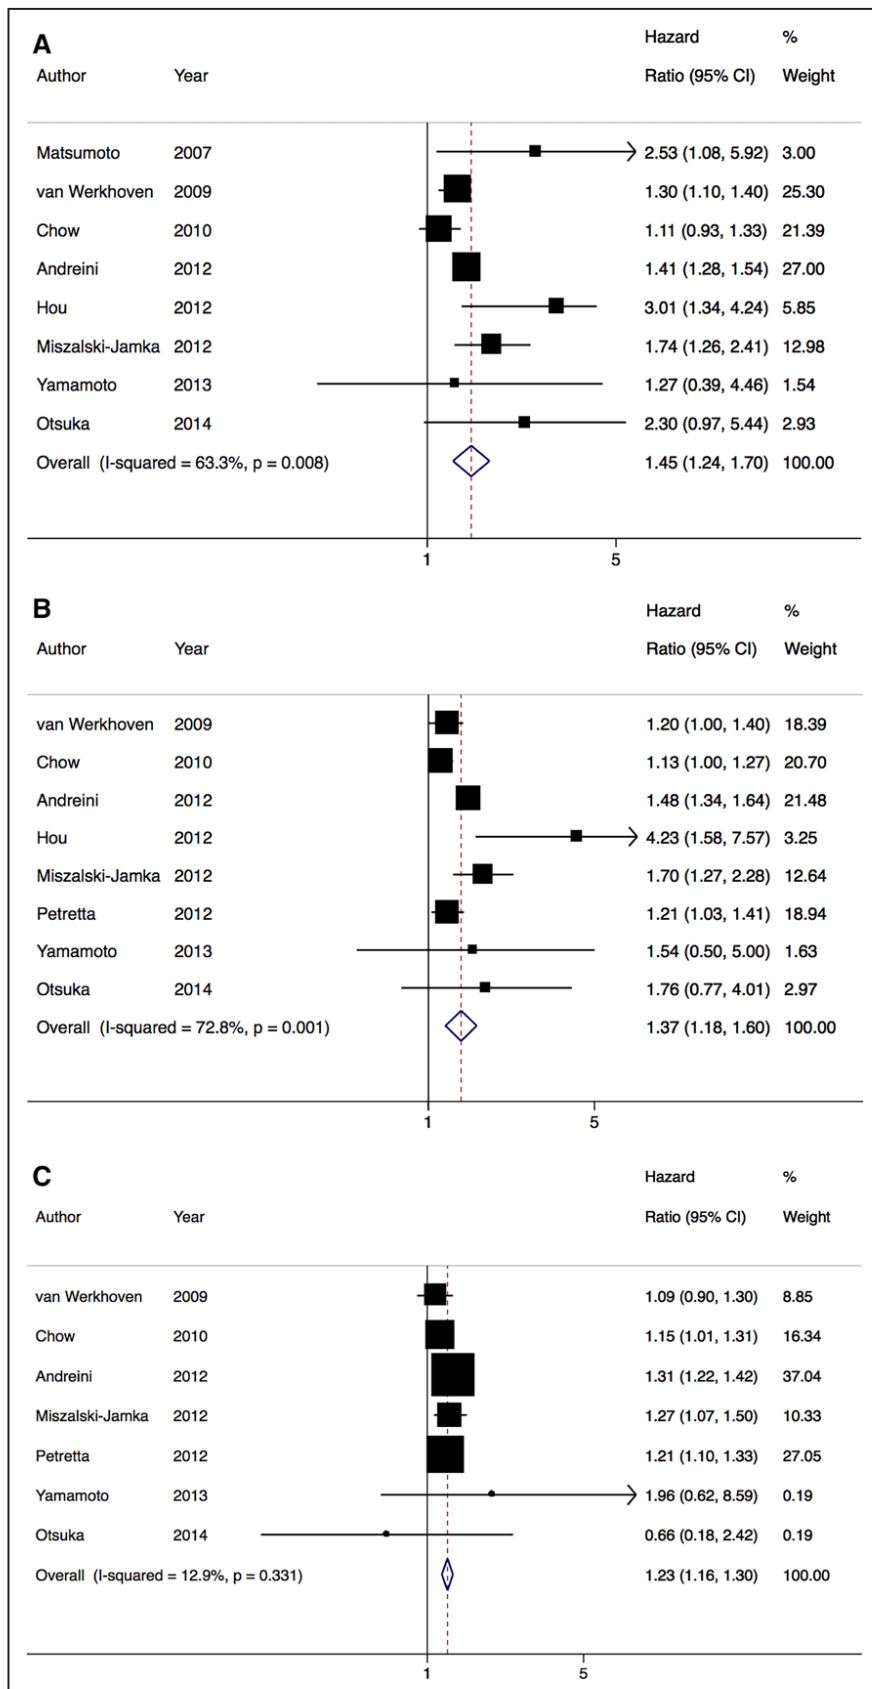 A
Hazard %
Author Year Ratio (95% CI) Weight
Matsumoto 2007 2.53 (1.08, 5.92) 3.00
van Werkhoven 2009 1.30 (1.10, 1.40) 25.30
Chow 2010 1.11 (0.93, 1.33) 21.39
Andreini 2012 1.41 (1.28, 1.54) 27.00
Hou 2012 3.01 (1.34, 4.24) 5.85
Miszalski-Jamka 2012 1.74 (1.26, 2.41) 12.98
Yamamoto 2013 1.27 (0.39, 4.46) 1.54
Otsuka 2014 2.30 (0.97, 5.44) 2.93
Overall (I-squared = 63.3%, p = 0.008) 1.45 (1.24, 1.70) 100.00
1 5
B
Hazard %
Author Year Ratio (95% CI) Weight
van Werkhoven 2009 1.20 (1.00, 1.40) 18.39
Chow 2010 1.13 (1.00, 1.27) 20.70
Andreini 2012 1.48 (1.34, 1.64) 21.48
Hou 2012 4.23 (1.58, 7.57) 3.25
Miszalski-Jamka 2012 1.70 (1.27, 2.28) 12.64
Petretta 2012 1.21 (1.03, 1.41) 18.94
Yamamoto 2013 1.54 (0.50, 5.00) 1.63
Otsuka 2014 1.76 (0.77, 4.01) 2.97
Overall (I-squared = 72.8%, p = 0.001) 1.37 (1.18, 1.60) 100.00
1 5
C
Hazard %
Author Year Ratio (95% CI) Weight
van Werkhoven 2009 1.09 (0.90, 1.30) 8.85
Chow 2010 1.15 (1.01, 1.31) 16.34
Andreini 2012 1.31 (1.22, 1.42) 37.04
Miszalski-Jamka 2012 1.27 (1.07, 1.50) 10.33
Petretta 2012 1.21 (1.10, 1.33) 27.05
Yamamoto 2013 1.96 (0.62, 8.59) 0.19
Otsuka 2014 0.66 (0.18, 2.42) 0.19
Overall (I-squared = 12.9%, p = 0.331) 1.23 (1.16, 1.30) 100.00
1 5